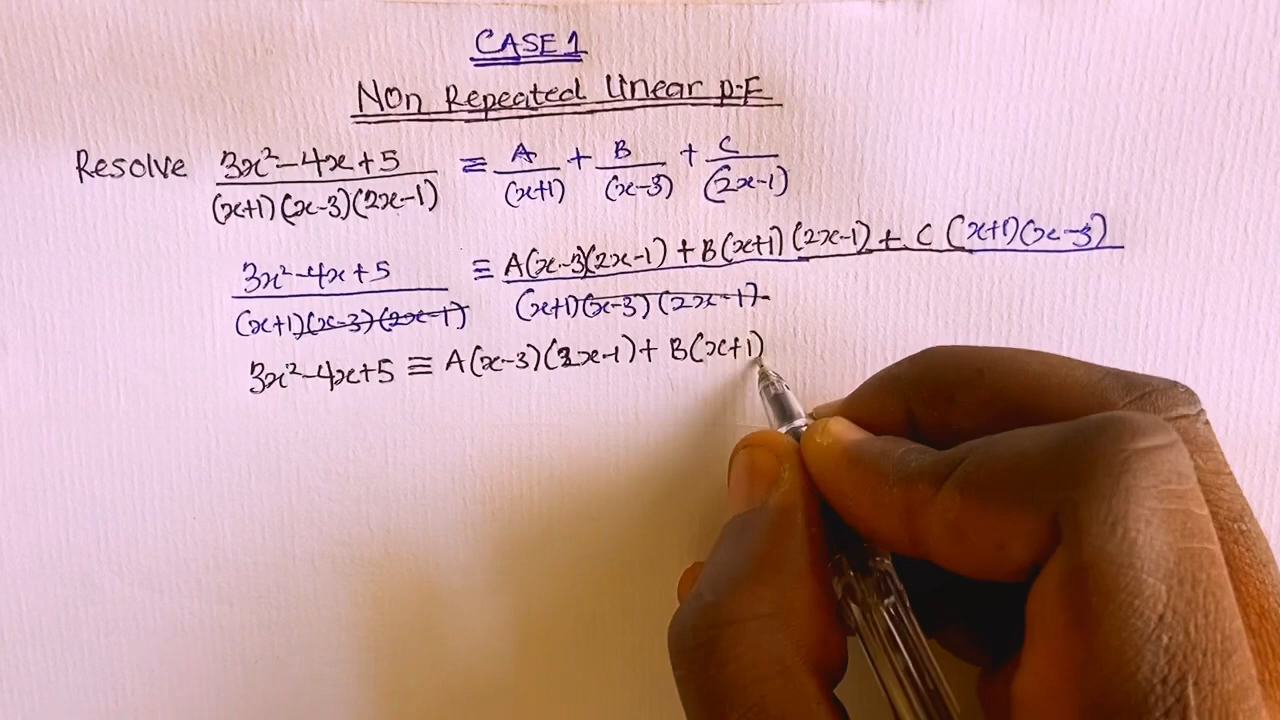 CASE 1
Non Repeated Linear P.F
Resolve 3x²-4x+5/(x+1)(x-3)(2x-1) ≡ A/(x+1) + B/(x-3) + C/(2x-1)
3x²-4x+5/(x+1)(x-3)(2x-1) ≡ A(x-3)(2x-1) + B(x+1)(2x-1) + C(x+1)(x-3)/(x+1)(x-3)(2x-1)
3x²-4x+5 ≡ A(x-3)(2x-1) + B(x+1)